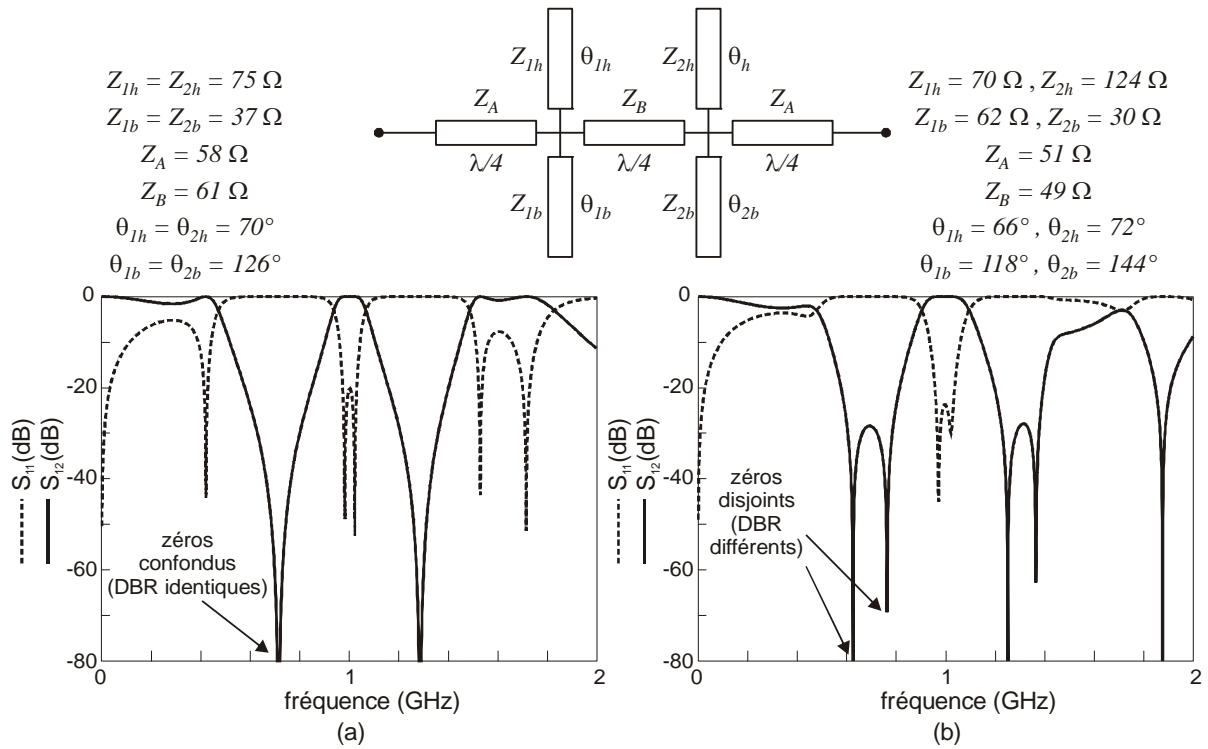 Z1h = Z2h = 75 Ω
Z1b = Z2b = 37 Ω
ZA = 58 Ω
ZB = 61 Ω
θ1h = θ2h = 70°
θ1b = θ2b = 126°
Z1h θ1h Z2h θh
ZA ZB ZA
λ/4 λ/4 λ/4
Z1b θ1b Z2b θ2b
Z1h = 70 Ω , Z2h = 124 Ω
Z1b = 62 Ω , Z2b = 30 Ω
ZA = 51 Ω
ZB = 49 Ω
θ1h = 66° , θ2h = 72°
θ1b = 118° , θ2b = 144°
0
-20
-40
-60
-80
S11(dB)
S12(dB)
zéros
confondus
(DBR identiques)
0 1 2
fréquence (GHz)
(a)
0
-20
-40
-60
-80
S11(dB)
S12(dB)
zéros
disjoints
(DBR
différents)
0 1 2
fréquence (GHz)
(b)